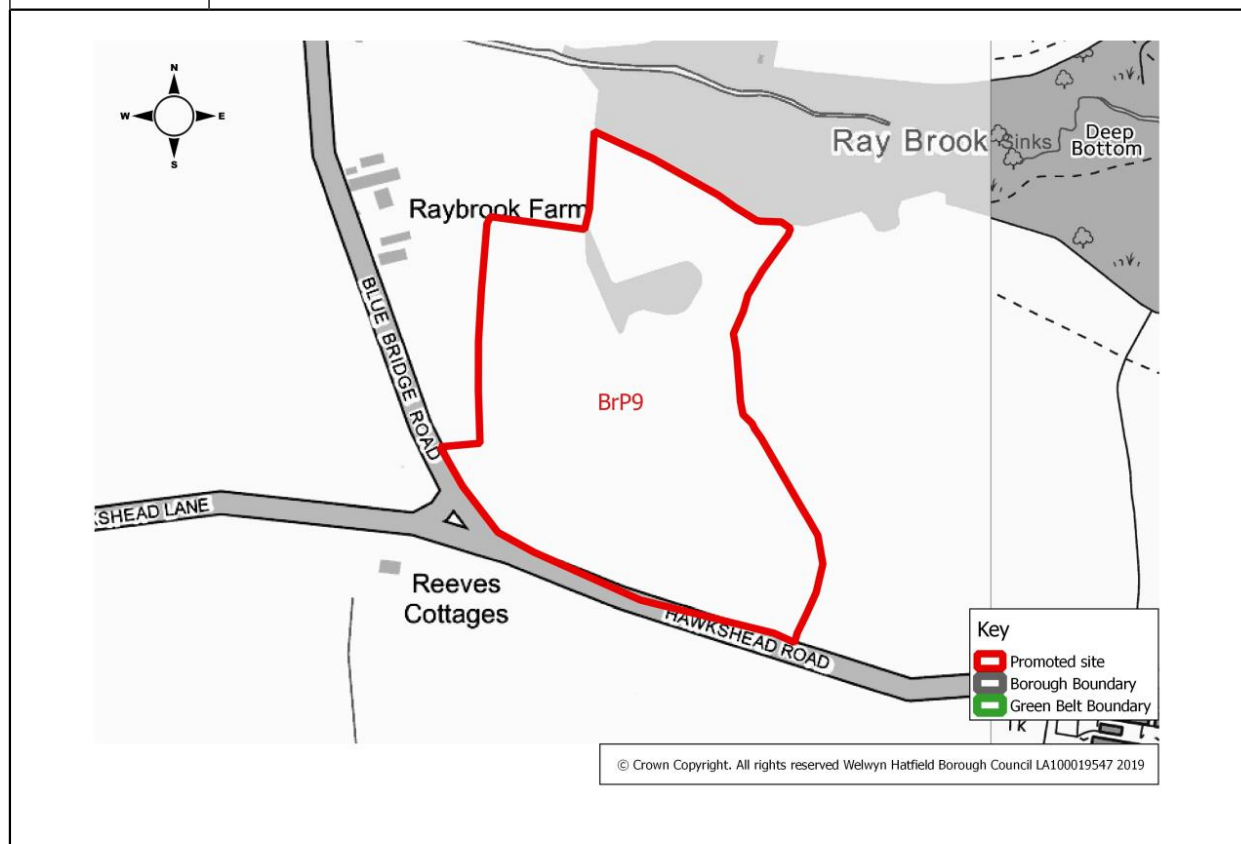 N
W E
S
Ray Brook
Sinks
Deep
Bottom
Raybrook Farm
BLUE BRIDGE ROAD
BrP9
KSHEAD LANE
Reeves
Cottages
HAWKSHEAD ROAD
Key
Promoted site
Borough Boundary
Green Belt Boundary
© Crown Copyright. All rights reserved Welwyn Hatfield Borough Council LA100019547 2019